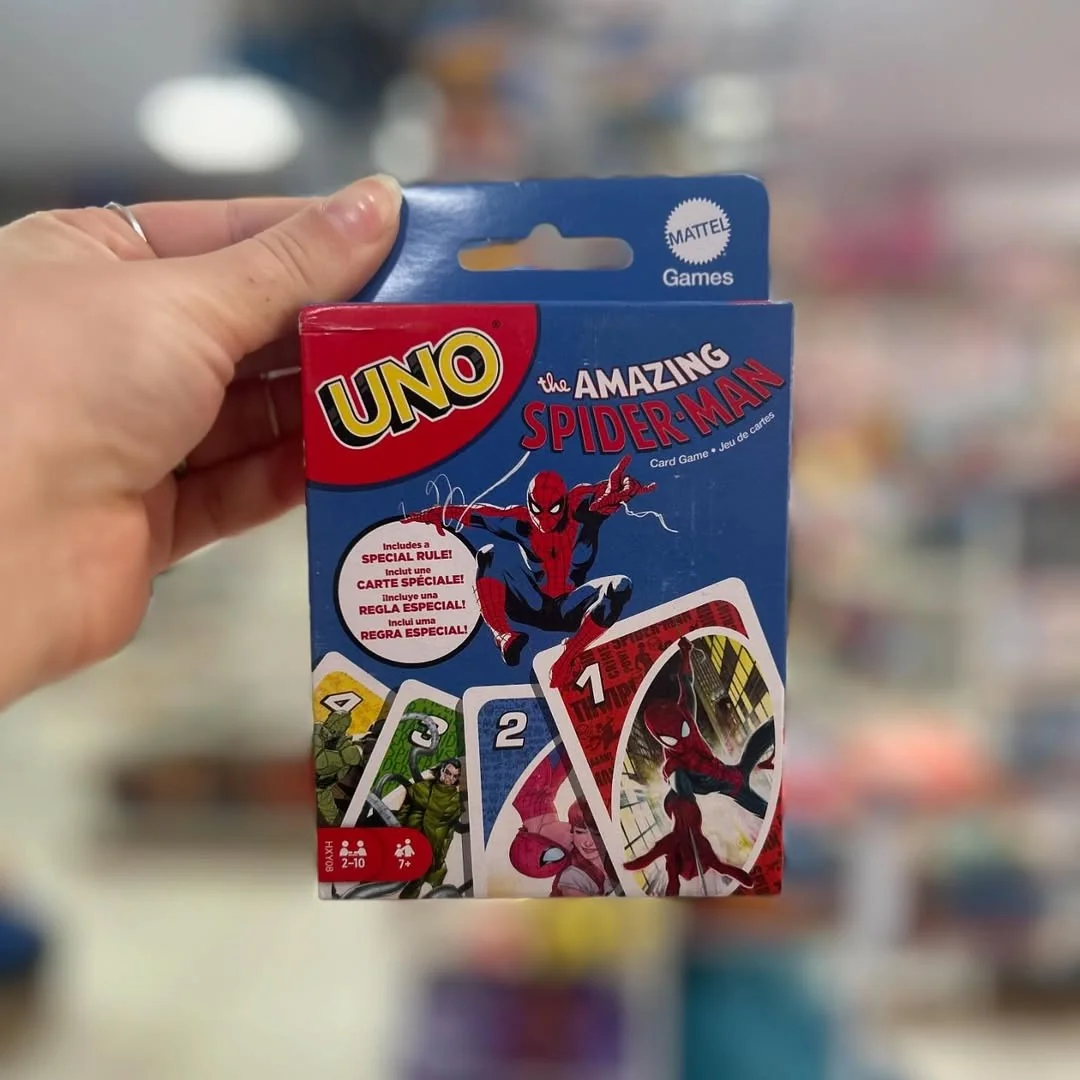 MATTEL
Games
UNO®
the AMAZING
SPIDER-MAN
Card Game • Jeu de cartes
Includes a
SPECIAL RULE!
Inclut une
CARTE SPÉCIALE!
¡Incluye una
REGLA ESPECIAL!
Inclui uma
REGRA ESPECIAL!
4
3
2
1
HXY08
2-10
7+